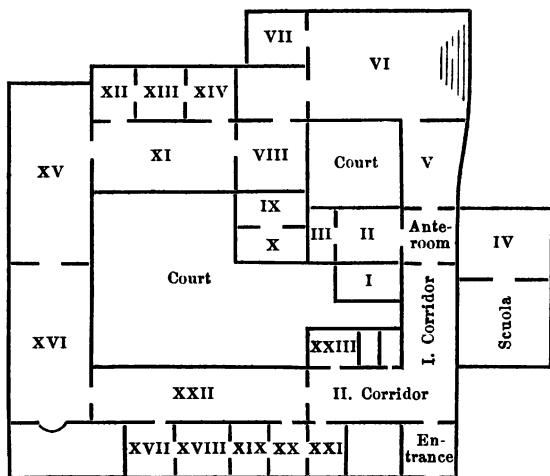 VII
VI
XII XIII XIV
XV
XI
VIII
Court
V
IX
III II
Ante-
room
IV
X
Court
I
I. Corridor
Scuola
XVI
XXIII
XXII
II. Corridor
XVII XVIII XIX XX XXI
En-
trance